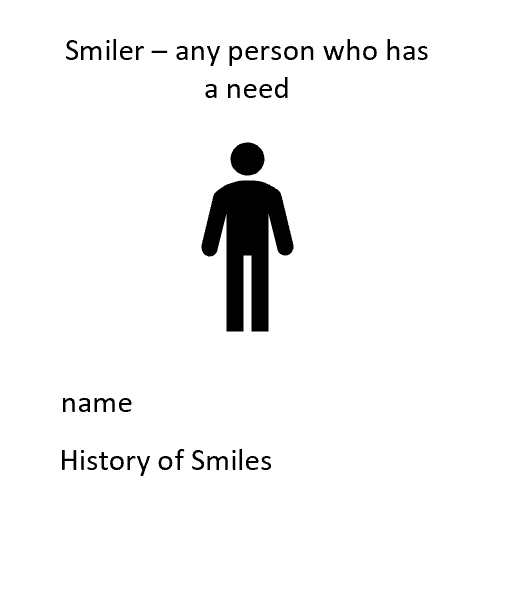 Smiler – any person who has
a need
name
History of Smiles